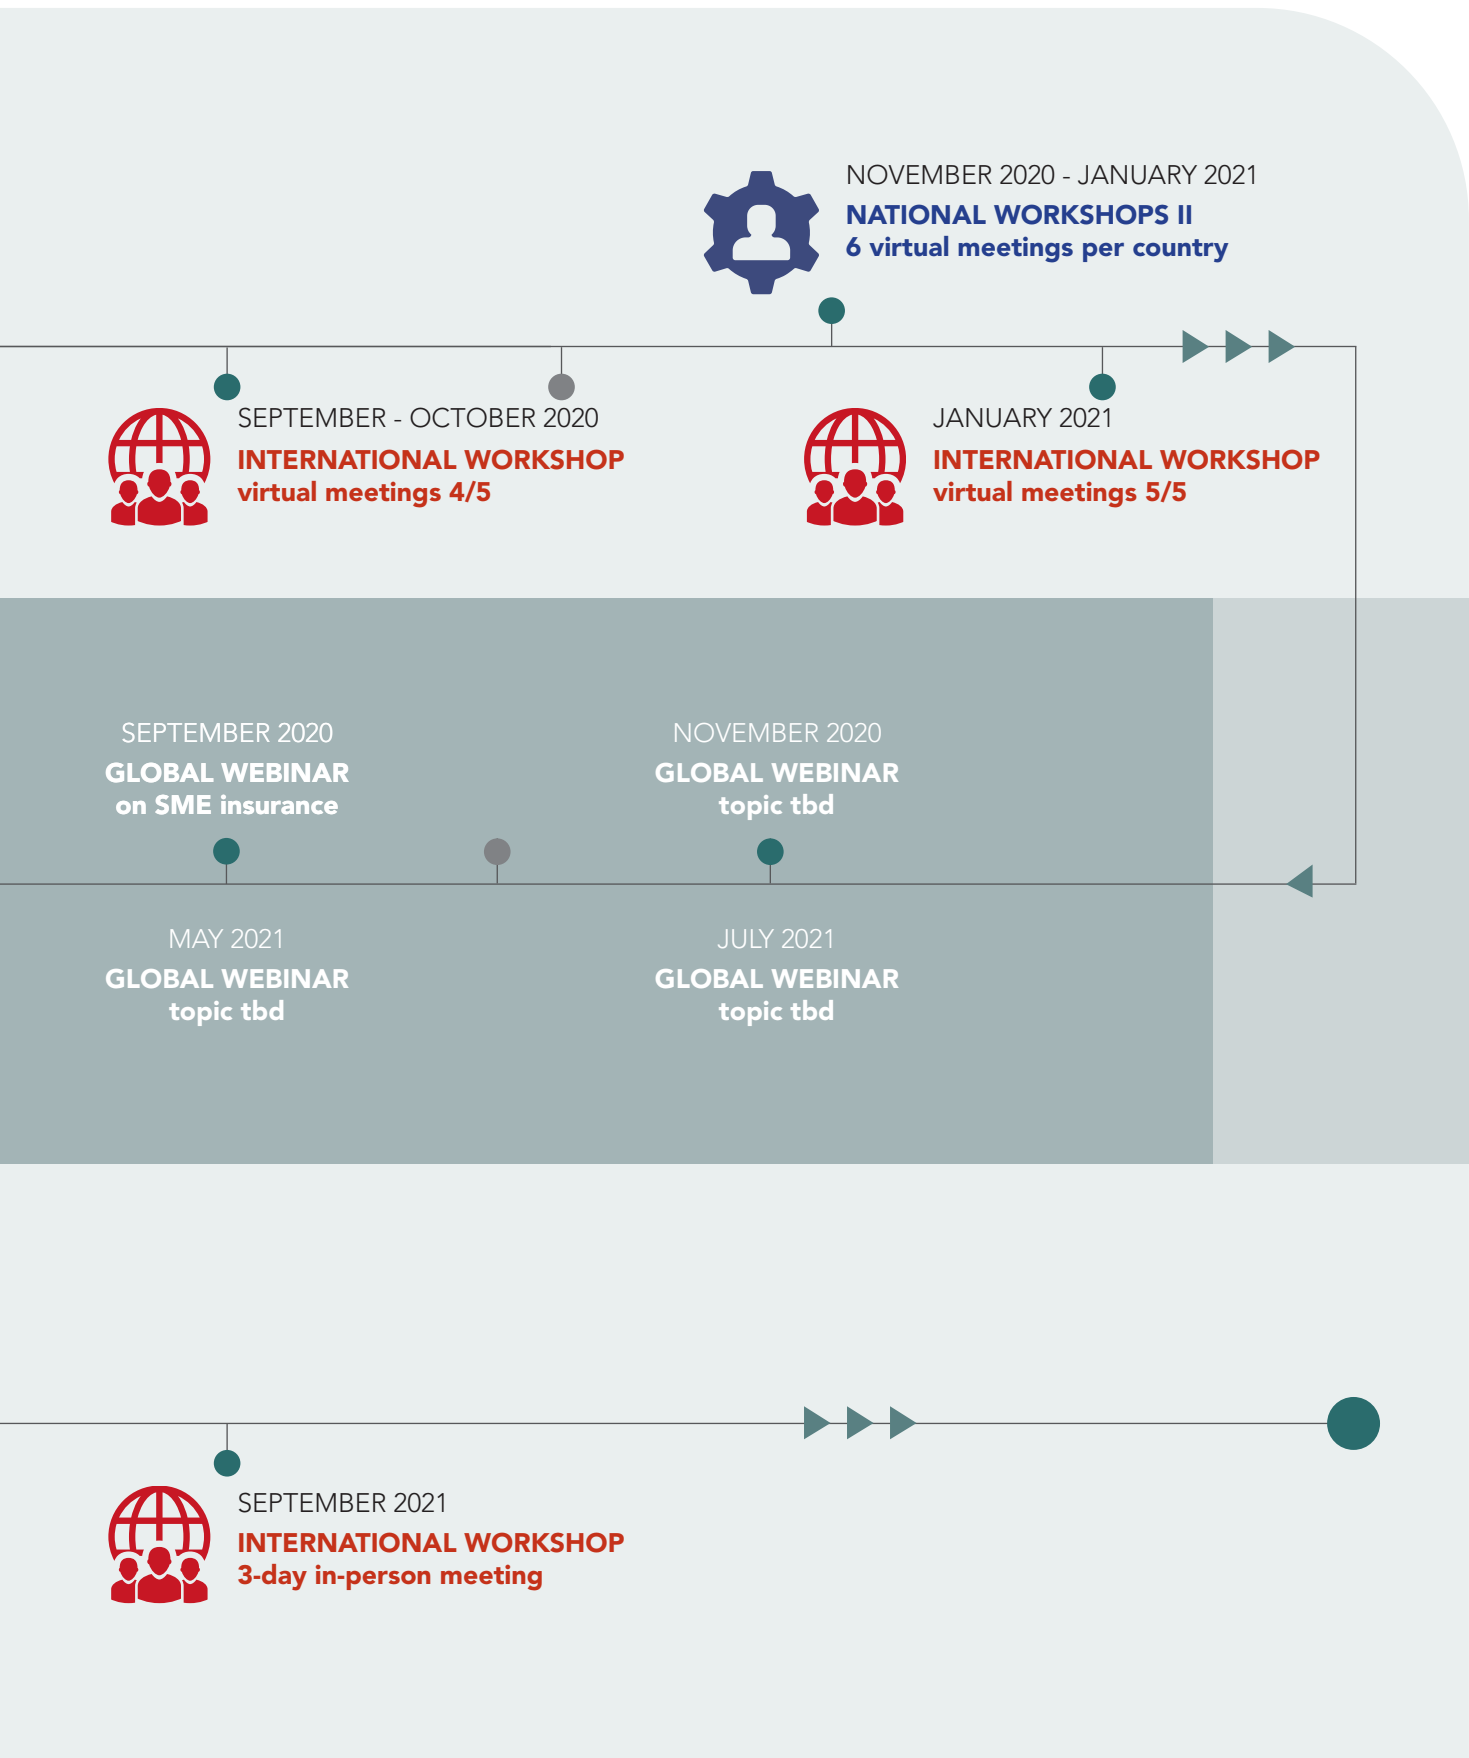 NOVEMBER 2020 - JANUARY 2021
NATIONAL WORKSHOPS II
6 virtual meetings per country
SEPTEMBER - OCTOBER 2020
INTERNATIONAL WORKSHOP
virtual meetings 4/5
JANUARY 2021
INTERNATIONAL WORKSHOP
virtual meetings 5/5
SEPTEMBER 2020
GLOBAL WEBINAR
on SME insurance
NOVEMBER 2020
GLOBAL WEBINAR
topic tbd
MAY 2021
GLOBAL WEBINAR
topic tbd
JULY 2021
GLOBAL WEBINAR
topic tbd
SEPTEMBER 2021
INTERNATIONAL WORKSHOP
3-day in-person meeting